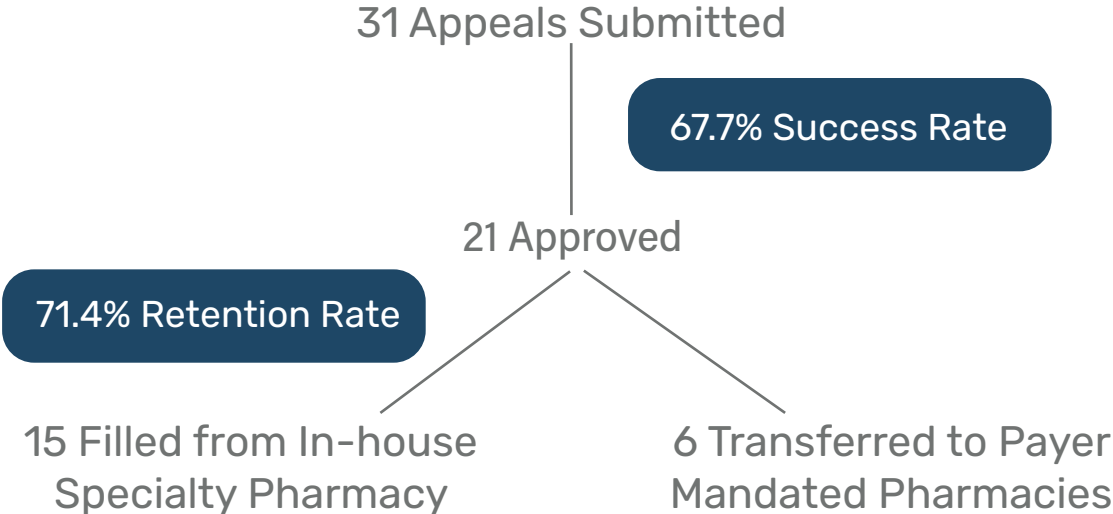 31 Appeals Submitted
67.7% Success Rate
21 Approved
71.4% Retention Rate
15 Filled from In-house
Specialty Pharmacy
6 Transferred to Payer
Mandated Pharmacies